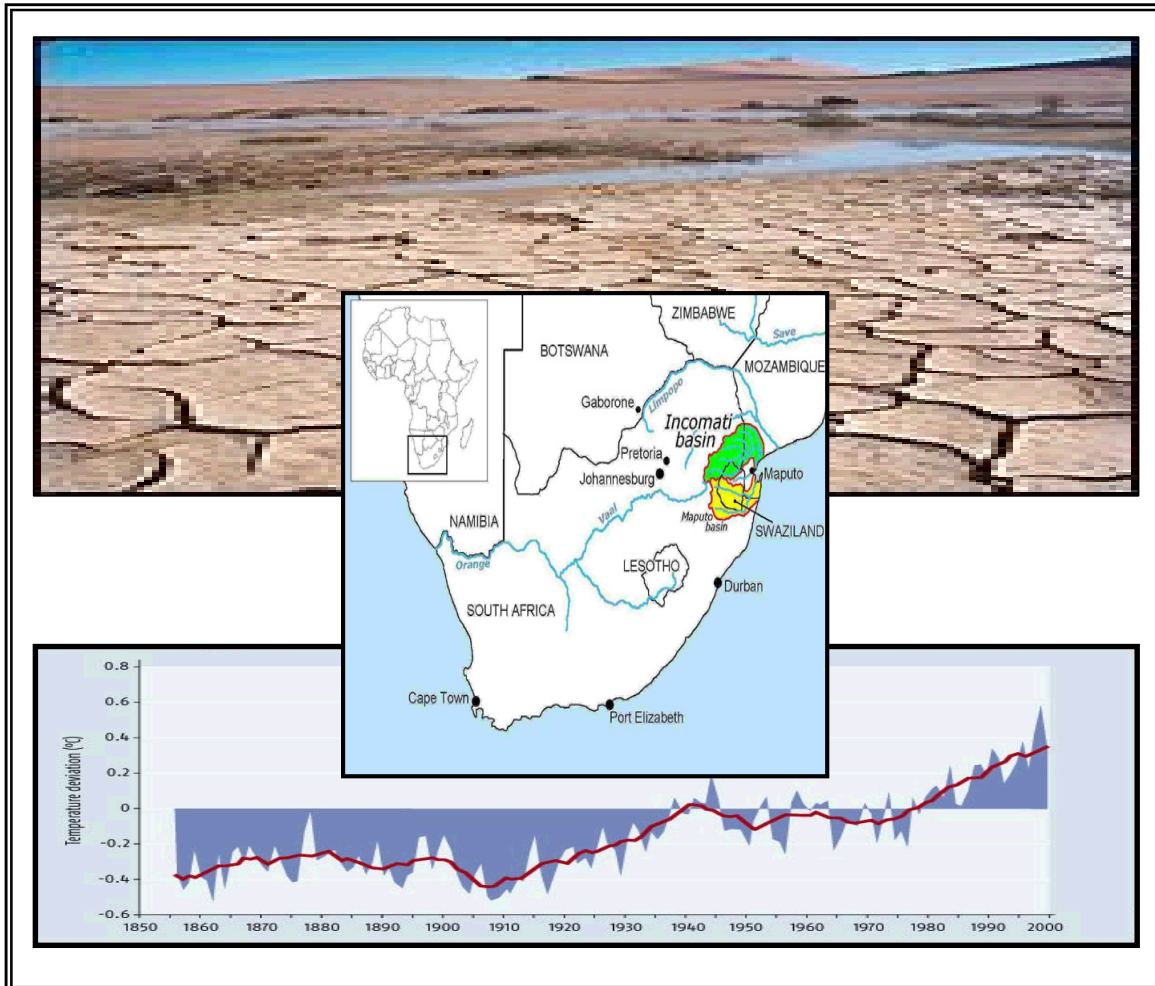 ZIMBABWE
Save
BOTSWANA
MOZAMBIQUE
Limpopo
Gaborone
Incomati
basin
Pretoria
Johannesburg
Maputo
Vaal
Maputo
basin
SWAZILAND
NAMIBIA
Orange
LESOTHO
Durban
SOUTH AFRICA
Cape Town
Port Elizabeth
Temperature deviation (ºC)
0.8
0.6
0.4
0.2
0
-0.2
-0.4
-0.6
1850 1860 1870 1880 1890 1900 1910 1920 1930 1940 1950 1960 1970 1980 1990 2000